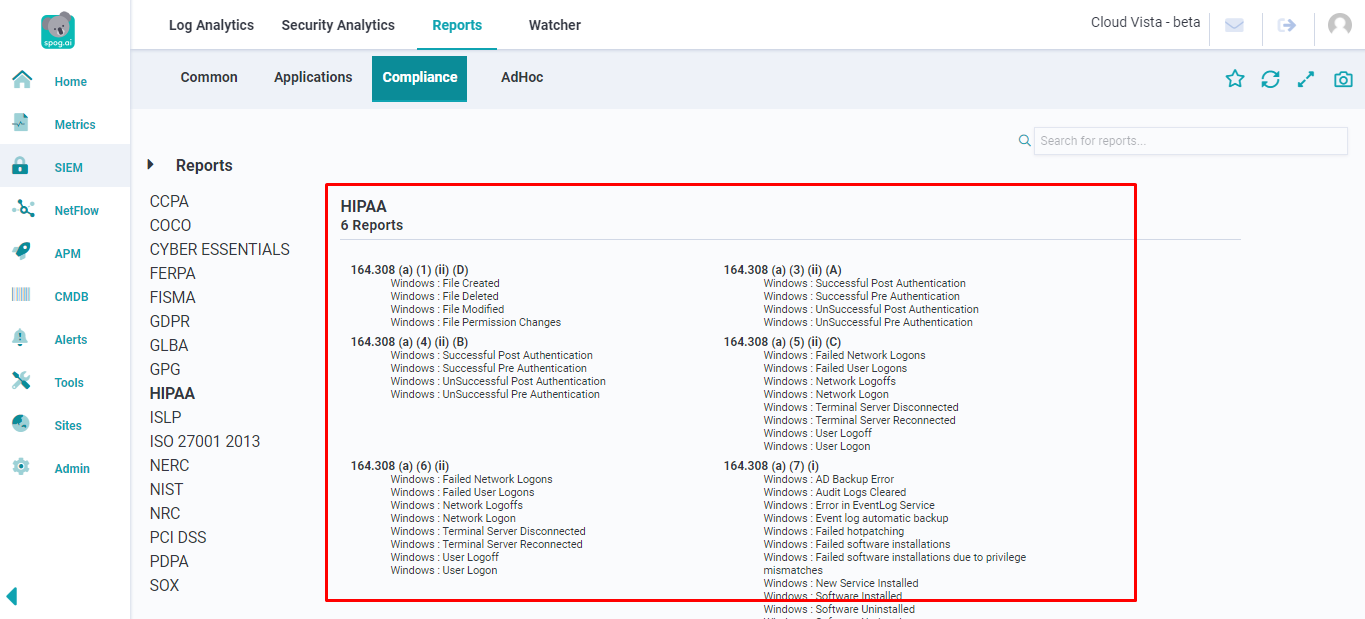 spog.ai
Log Analytics
Security Analytics
Reports
Watcher
Cloud Vista - beta
Common
Applications
Compliance
AdHoc
Home
Metrics
SIEM
NetFlow
APM
CMDB
Alerts
Tools
Sites
Admin
Search for reports...
Reports
CCPA
COCO
CYBER ESSENTIALS
FERPA
FISMA
GDPR
GLBA
GPG
HIPAA
ISLP
ISO 27001 2013
NERC
NIST
NRC
PCI DSS
PDPA
SOX
HIPAA
6 Reports
164.308 (a) (1) (ii) (D)
Windows : File Created
Windows : File Deleted
Windows : File Modified
Windows : File Permission Changes
164.308 (a) (3) (ii) (A)
Windows : Successful Post Authentication
Windows : Successful Pre Authentication
Windows : UnSuccessful Post Authentication
Windows : UnSuccessful Pre Authentication
164.308 (a) (4) (ii) (B)
Windows : Successful Post Authentication
Windows : Successful Pre Authentication
Windows : UnSuccessful Post Authentication
Windows : UnSuccessful Pre Authentication
164.308 (a) (5) (ii) (C)
Windows : Failed Network Logons
Windows : Failed User Logons
Windows : Network Logoffs
Windows : Network Logon
Windows : Terminal Server Disconnected
Windows : Terminal Server Reconnected
Windows : User Logoff
Windows : User Logon
164.308 (a) (6) (ii)
Windows : Failed Network Logons
Windows : Failed User Logons
Windows : Network Logoffs
Windows : Network Logon
Windows : Terminal Server Disconnected
Windows : Terminal Server Reconnected
Windows : User Logoff
Windows : User Logon
164.308 (a) (7) (i)
Windows : AD Backup Error
Windows : Audit Logs Cleared
Windows : Error in EventLog Service
Windows : Event log automatic backup
Windows : Failed hotpatching
Windows : Failed software installations
Windows : Failed software installations due to privilege
mismatches
Windows : New Service Installed
Windows : Software Installed
Windows : Software Uninstalled